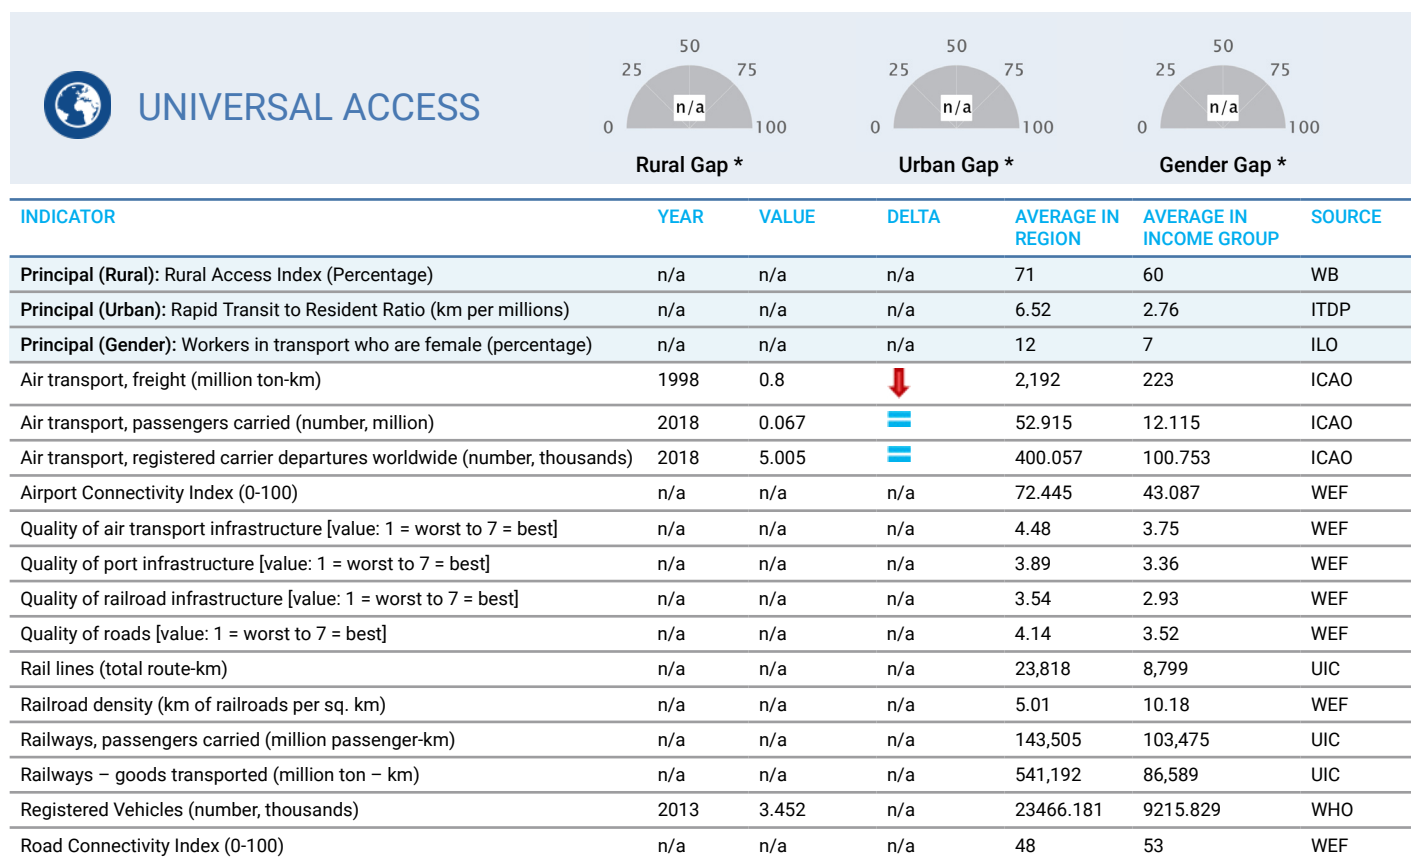 UNIVERSAL ACCESS
0 25 50 75 100
n/a
Rural Gap *
0 25 50 75 100
n/a
Urban Gap *
0 25 50 75 100
n/a
Gender Gap *
INDICATOR YEAR VALUE DELTA AVERAGE IN REGION AVERAGE IN INCOME GROUP SOURCE
Principal (Rural): Rural Access Index (Percentage) n/a n/a n/a 71 60 WB
Principal (Urban): Rapid Transit to Resident Ratio (km per millions) n/a n/a n/a 6.52 2.76 ITDP
Principal (Gender): Workers in transport who are female (percentage) n/a n/a n/a 12 7 ILO
Air transport, freight (million ton-km) 1998 0.8 2,192 223 ICAO
Air transport, passengers carried (number, million) 2018 0.067 52.915 12.115 ICAO
Air transport, registered carrier departures worldwide (number, thousands) 2018 5.005 400.057 100.753 ICAO
Airport Connectivity Index (0-100) n/a n/a n/a 72.445 43.087 WEF
Quality of air transport infrastructure [value: 1 = worst to 7 = best] n/a n/a n/a 4.48 3.75 WEF
Quality of port infrastructure [value: 1 = worst to 7 = best] n/a n/a n/a 3.89 3.36 WEF
Quality of railroad infrastructure [value: 1 = worst to 7 = best] n/a n/a n/a 3.54 2.93 WEF
Quality of roads [value: 1 = worst to 7 = best] n/a n/a n/a 4.14 3.52 WEF
Rail lines (total route-km) n/a n/a n/a 23,818 8,799 UIC
Railroad density (km of railroads per sq. km) n/a n/a n/a 5.01 10.18 WEF
Railways, passengers carried (million passenger-km) n/a n/a n/a 143,505 103,475 UIC
Railways – goods transported (million ton – km) n/a n/a n/a 541,192 86,589 UIC
Registered Vehicles (number, thousands) 2013 3.452 n/a 23466.181 9215.829 WHO
Road Connectivity Index (0-100) n/a n/a n/a 48 53 WEF